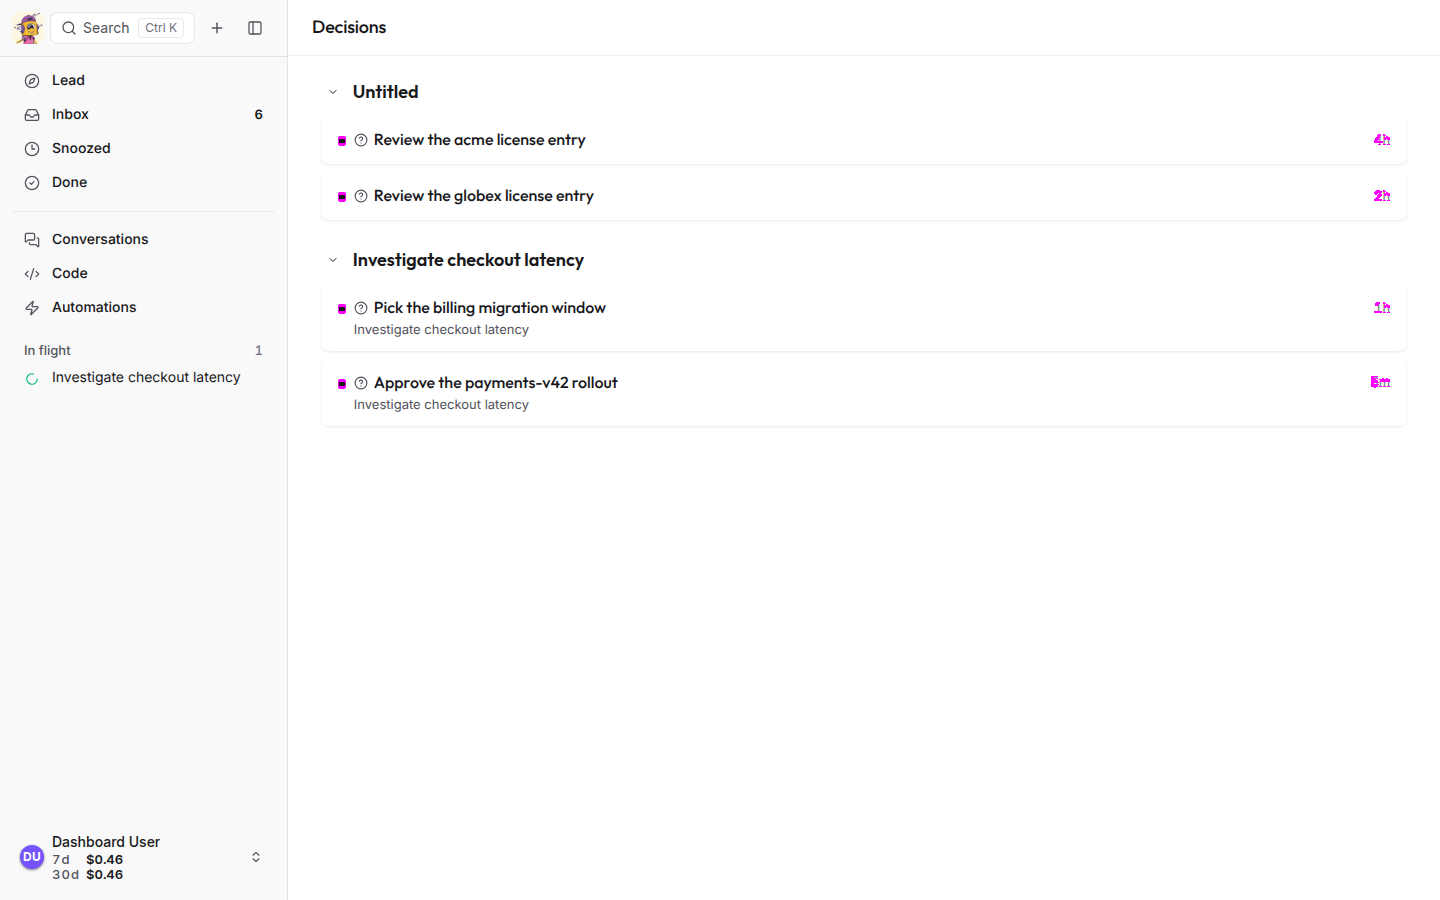 Search Ctrl K
Lead
Inbox 6
Snoozed
Done
Conversations
Code
Automations
In flight 1
Investigate checkout latency
DU
Dashboard User
7d $0.46
30d $0.46
Decisions
Untitled
Review the acme license entry 4h
Review the globex license entry 2h
Investigate checkout latency
Pick the billing migration window 1h
Investigate checkout latency
Approve the payments-v42 rollout
Investigate checkout latency